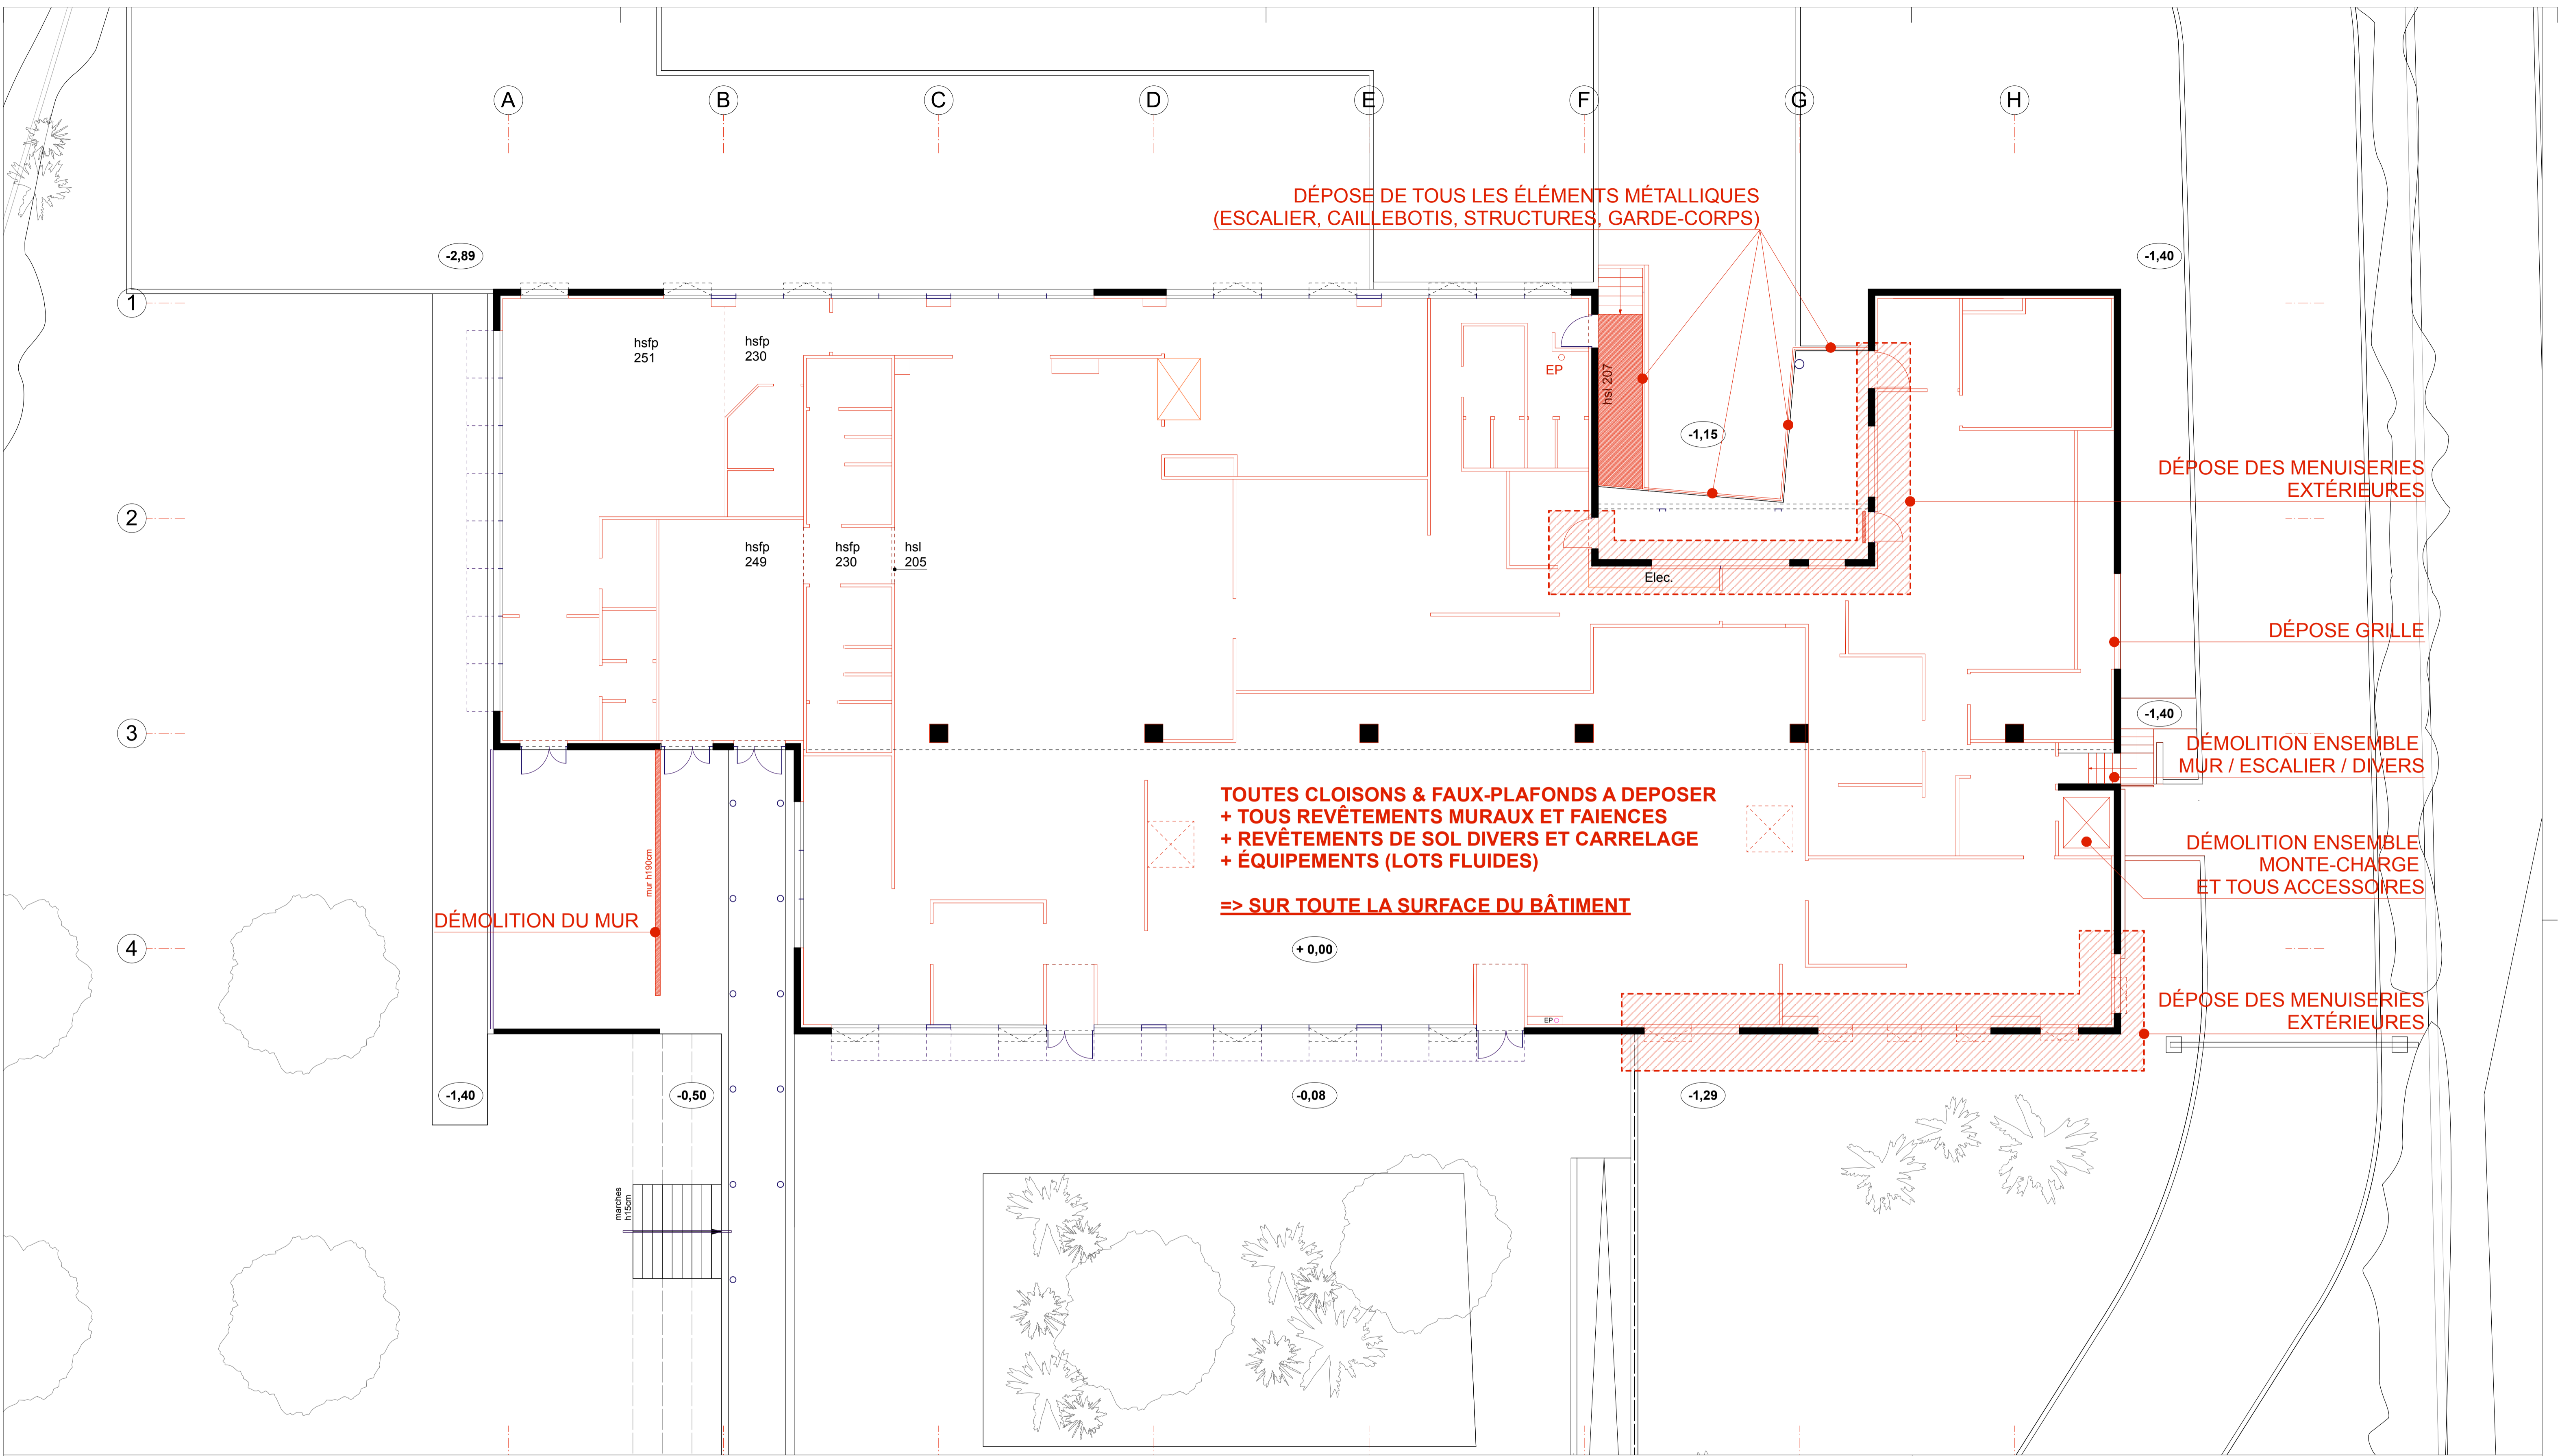 A
B
C
D
E
F
G
H
DÉPOSE DE TOUS LES ÉLÉMENTS MÉTALLIQUES
(ESCALIER, CAILLEBOTIS, STRUCTURES, GARDE-CORPS)
-2,89
-1,40
1
hsfp
251
hsfp
230
EP
hsl 207
-1,15
DÉPOSE DES MENUISERIES
EXTÉRIEURES
2
hsfp
249
hsfp
230
hsl
205
Elec.
DÉPOSE GRILLE
3
-1,40
DÉMOLITION ENSEMBLE
MUR / ESCALIER / DIVERS
TOUTES CLOISONS & FAUX-PLAFONDS A DEPOSER
+ TOUS REVÊTEMENTS MURAUX ET FAIENCES
+ REVÊTEMENTS DE SOL DIVERS ET CARRELAGE
+ ÉQUIPEMENTS (LOTS FLUIDES)
=> SUR TOUTE LA SURFACE DU BÂTIMENT
DÉMOLITION ENSEMBLE
MONTE-CHARGE
ET TOUS ACCESSOIRES
mur h190cm
DÉMOLITION DU MUR
4
+ 0,00
DÉPOSE DES MENUISERIES
EXTÉRIEURES
EP
-1,40
-0,50
-0,08
-1,29
marches
h15cm